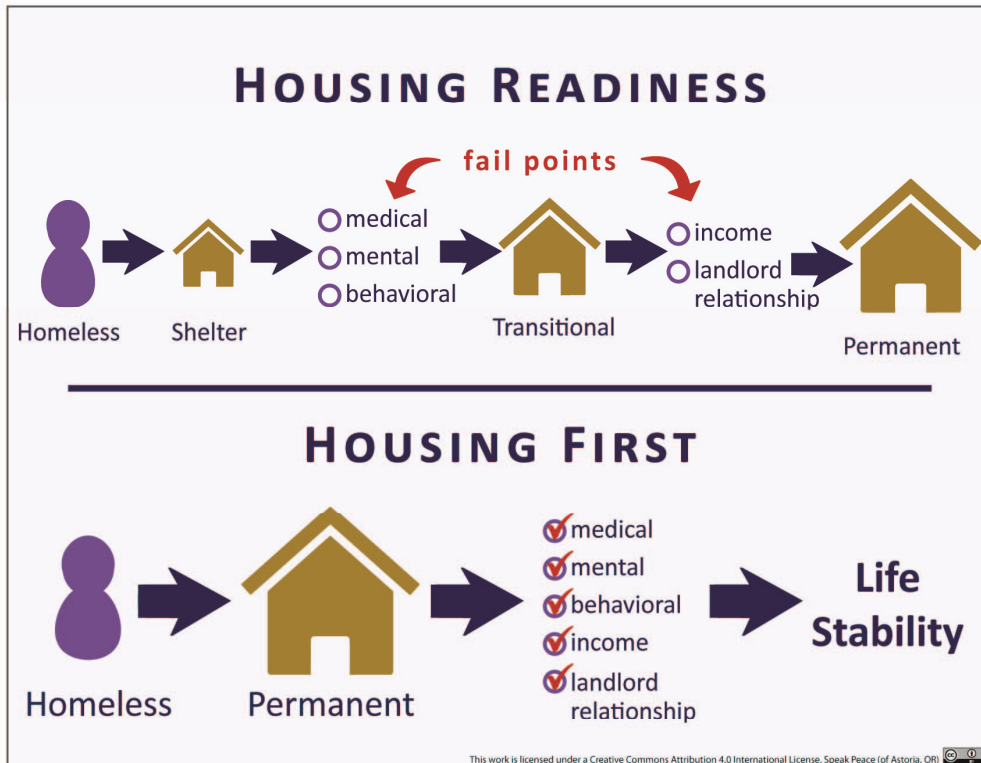 HOUSING READINESS
fail points
medical
mental
behavioral
income
landlord
relationship
Homeless
Shelter
Transitional
Permanent
HOUSING FIRST
medical
mental
behavioral
income
landlord
relationship
Life
Stability
Homeless
Permanent
This work is licensed under a Creative Commons Attribution 4.0 International License. Speak Peace (of Astoria, OR)